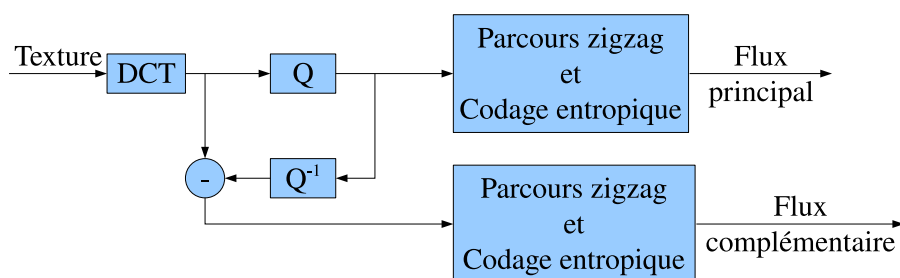 Texture
DCT
Q
Parcours zigzag
et
Codage entropique
Flux
principal
-
Q⁻¹
Parcours zigzag
et
Codage entropique
Flux
complémentaire